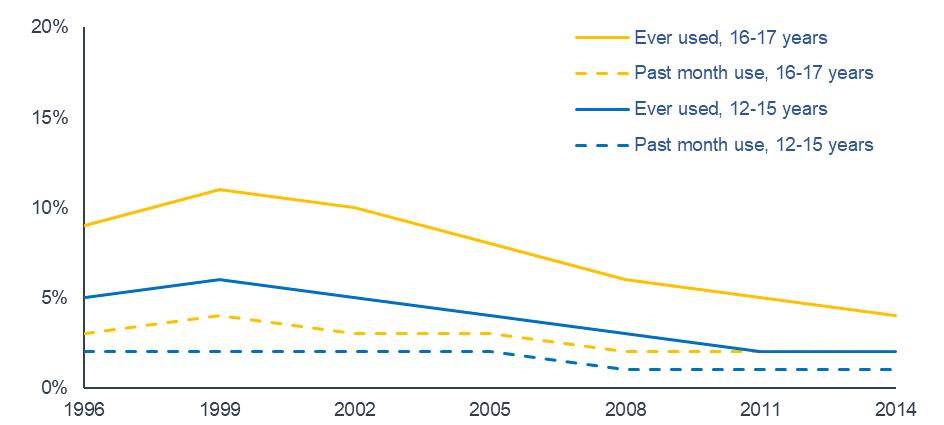 20%
15%
10%
5%
0%
Ever used, 16-17 years
Past month use, 16-17 years
Ever used, 12-15 years
Past month use, 12-15 years
1996 1999 2002 2005 2008 2011 2014